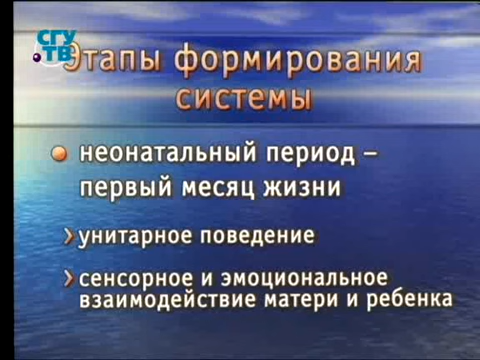 СГУ
ТВ
Этапы формирования
системы
неонатальный период –
первый месяц жизни
унитарное поведение
сенсорное и эмоциональное
взаимодействие матери и ребенка